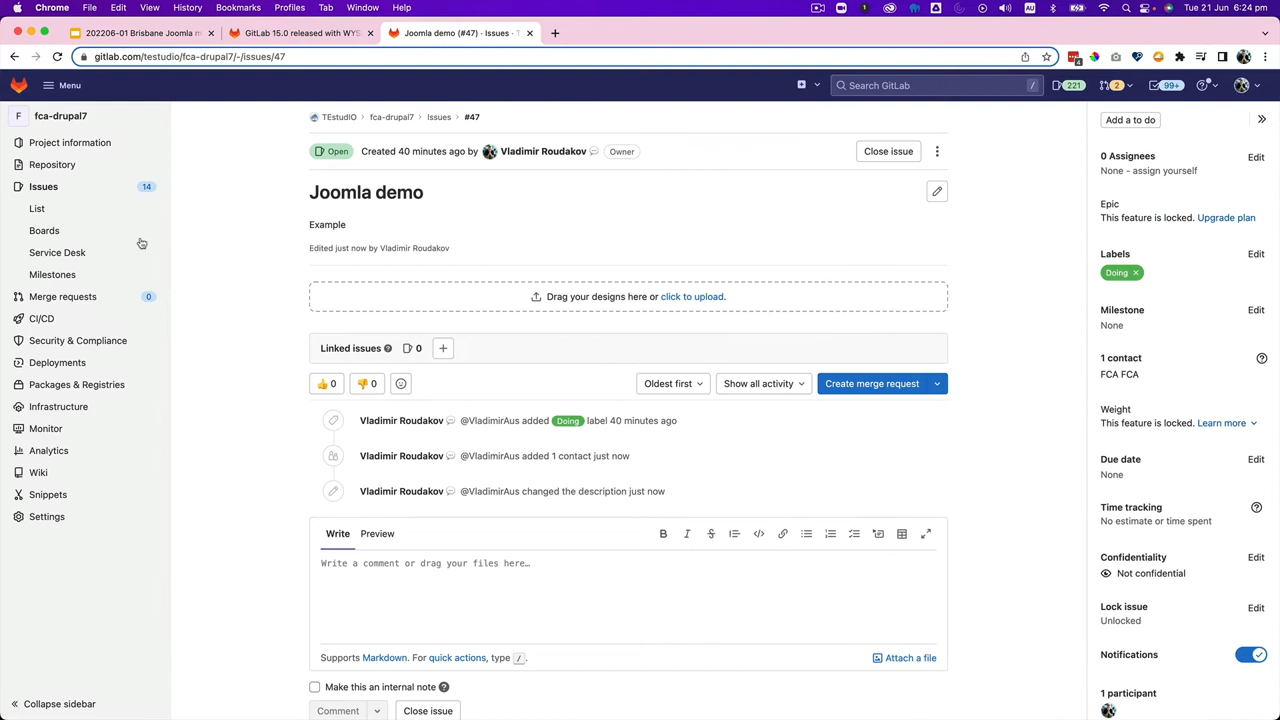 Chrome File Edit View History Bookmarks Profiles Tab Window Help Tue 21 Jun 6:24 pm
202206-01 Brisbane Joomla m × GitLab 15.0 released with WYS × Joomla demo (#47) · Issues · T × +
gitlab.com/testudio/fca-drupal7/-/issues/47
Menu Search GitLab / 221 2 99+
F fca-drupal7
Project information
Repository
Issues 14
List
Boards
Service Desk
Milestones
Merge requests 0
CI/CD
Security & Compliance
Deployments
Packages & Registries
Infrastructure
Monitor
Analytics
Wiki
Snippets
Settings
Collapse sidebar
TEstudIO › fca-drupal7 › Issues › #47
Open Created 40 minutes ago by Vladimir Roudakov Owner Close issue
Joomla demo
Example
Edited just now by Vladimir Roudakov
Drag your designs here or click to upload.
Linked issues 0 +
0 0 Oldest first Show all activity Create merge request
Vladimir Roudakov @VladimirAus added Doing label 40 minutes ago
Vladimir Roudakov @VladimirAus added 1 contact just now
Vladimir Roudakov @VladimirAus changed the description just now
Write Preview
Write a comment or drag your files here…
Supports Markdown. For quick actions, type /. Attach a file
Make this an internal note
Comment Close issue
Add a to do
0 Assignees Edit
None - assign yourself
Epic
This feature is locked. Upgrade plan
Labels Edit
Doing ×
Milestone Edit
None
1 contact
FCA FCA
Weight
This feature is locked. Learn more
Due date Edit
None
Time tracking
No estimate or time spent
Confidentiality Edit
Not confidential
Lock issue Edit
Unlocked
Notifications
1 participant